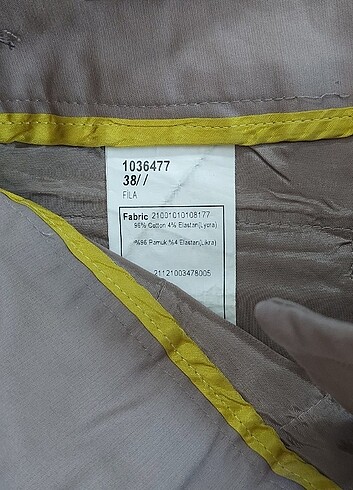 1036477
38//
FILA
Fabric 21001010108177
96% Cotton 4% Elastan(Lycra)
%96 Pamuk %4 Elastan(Likra)
21121003478005